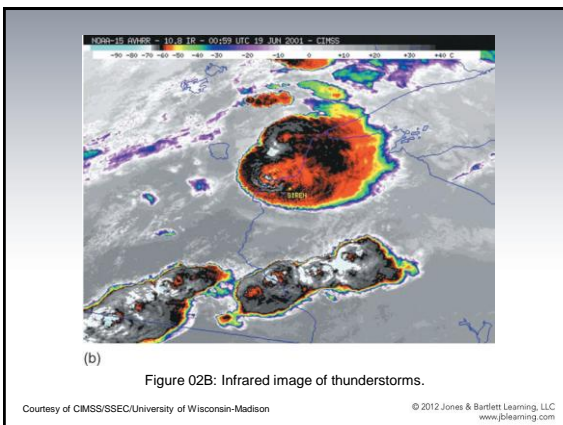 NOAA-15 AVHRR - 10.8 IR - 00:59 UTC 19 JUN 2001 - CIMSS
-90 -80 -70 -60 -50 -40 -30 -20 -10 0 +10 +20 +30 +40 C
SIREN
(b)
Figure 02B: Infrared image of thunderstorms.
Courtesy of CIMSS/SSEC/University of Wisconsin-Madison
© 2012 Jones & Bartlett Learning, LLC
www.jblearning.com